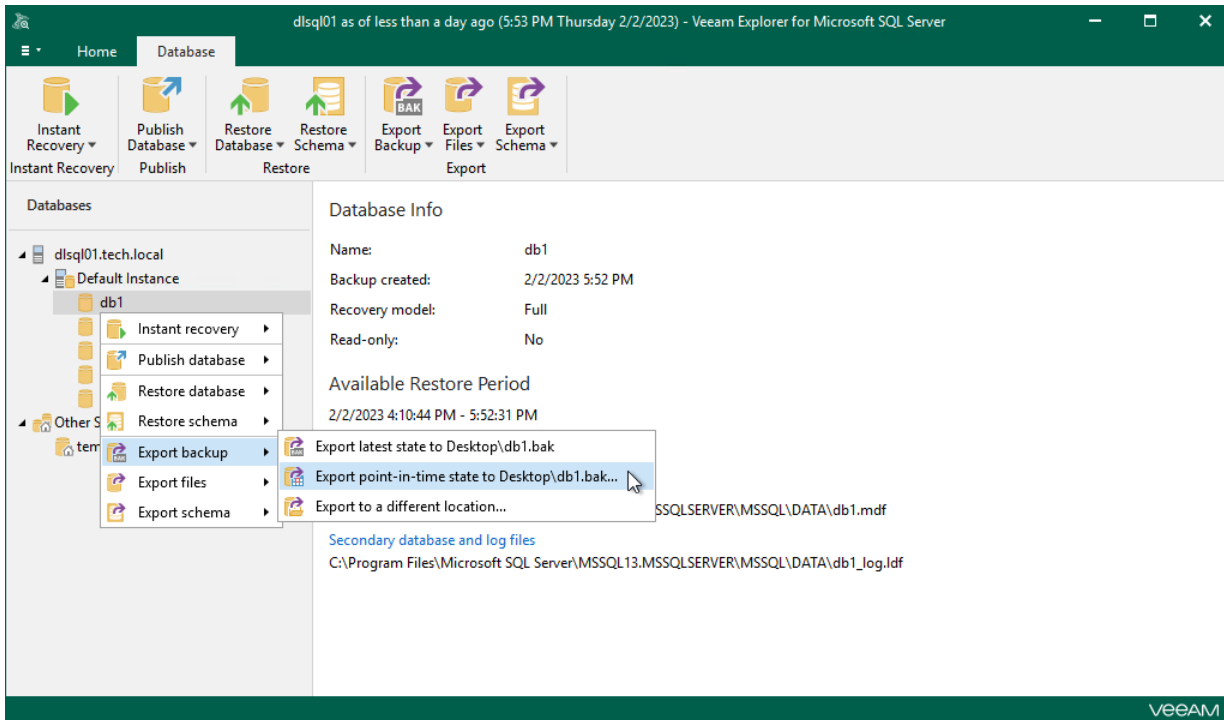 dlsql01 as of less than a day ago (5:53 PM Thursday 2/2/2023) - Veeam Explorer for Microsoft SQL Server
Home Database
Instant Recovery Publish Database Restore Database Restore Schema Export Backup Export Files Export Schema
BAK
Instant Recovery Publish Restore Export
Databases
dlsql01.tech.local
Default Instance
db1
Other S
tem
Instant recovery
Publish database
Restore database
Restore schema
Export backup
Export files
Export schema
Export latest state to Desktop\db1.bak
Export point-in-time state to Desktop\db1.bak...
Export to a different location...
Database Info
Name: db1
Backup created: 2/2/2023 5:52 PM
Recovery model: Full
Read-only: No
Available Restore Period
2/2/2023 4:10:44 PM - 5:52:31 PM
SSQLSERVER\MSSQL\DATA\db1.mdf
Secondary database and log files
C:\Program Files\Microsoft SQL Server\MSSQL13.MSSQLSERVER\MSSQL\DATA\db1_log.ldf
veeAM